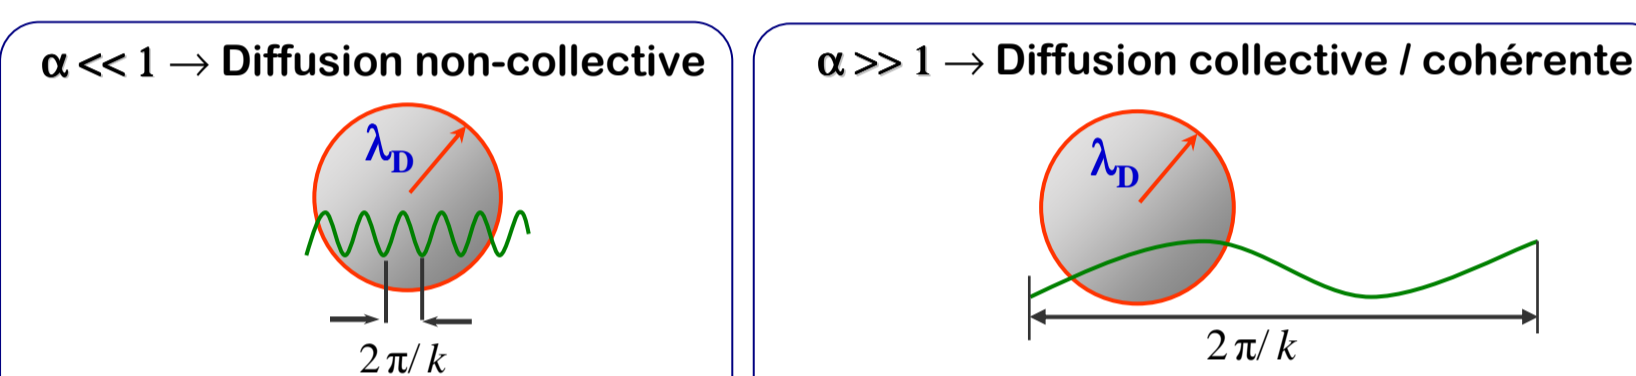 α << 1 → Diffusion non-collective
λD
2π/k
α >> 1 → Diffusion collective / cohérente
λD
2π/k